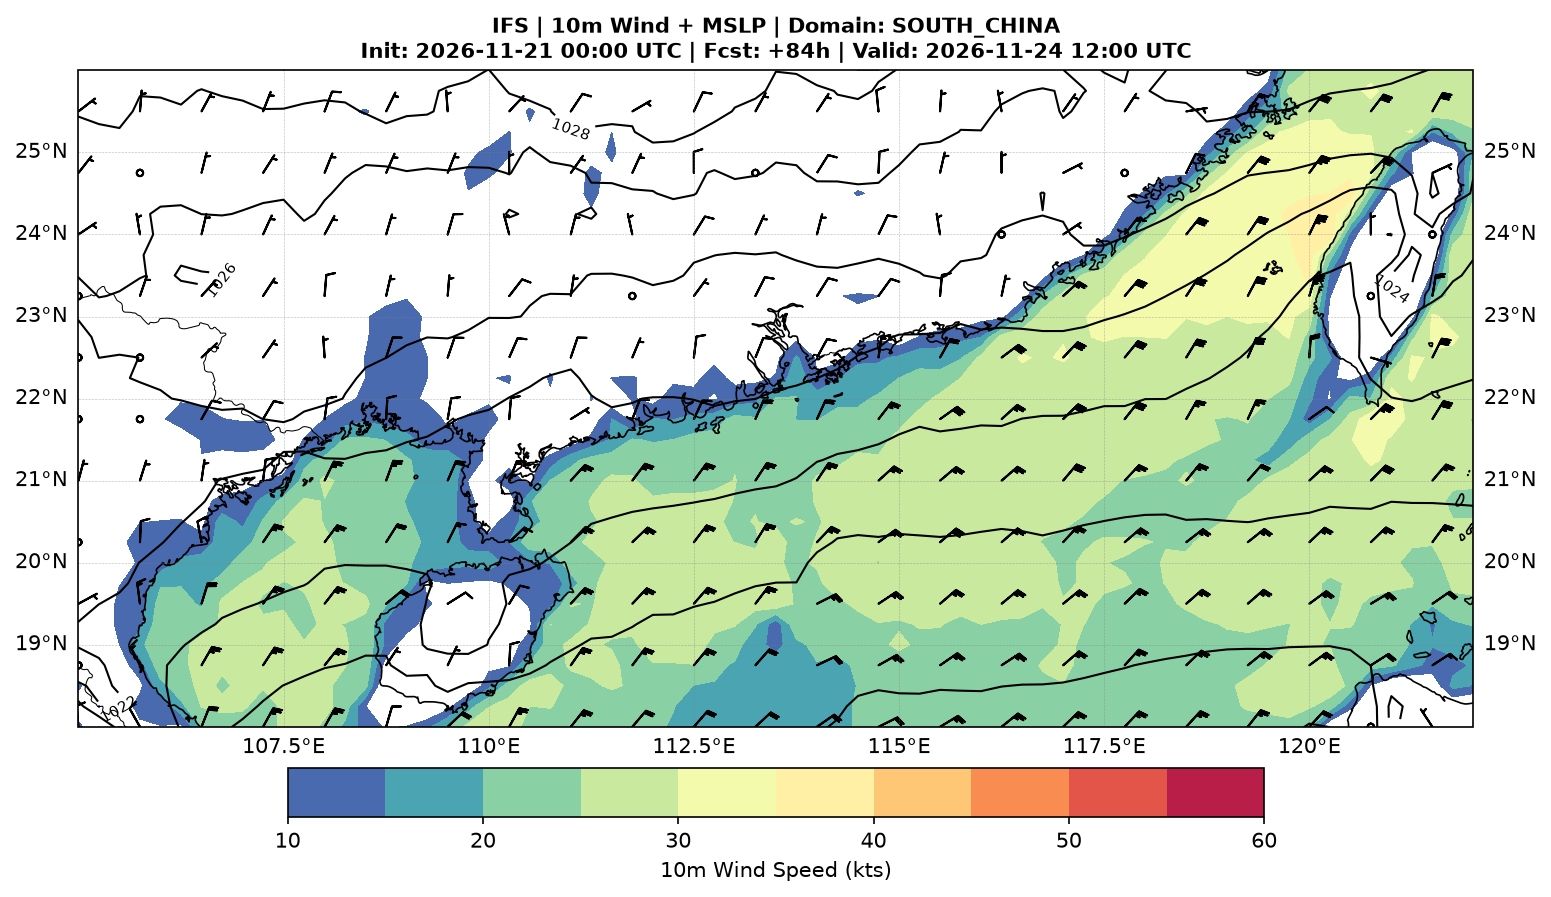 IFS | 10m Wind + MSLP | Domain: SOUTH_CHINA
Init: 2026-11-21 00:00 UTC | Fcst: +84h | Valid: 2026-11-24 12:00 UTC
1028
1026
1024
1022
25°N
24°N
23°N
22°N
21°N
20°N
19°N
25°N
24°N
23°N
22°N
21°N
20°N
19°N
107.5°E 110°E 112.5°E 115°E 117.5°E 120°E
10 20 30 40 50 60
10m Wind Speed (kts)